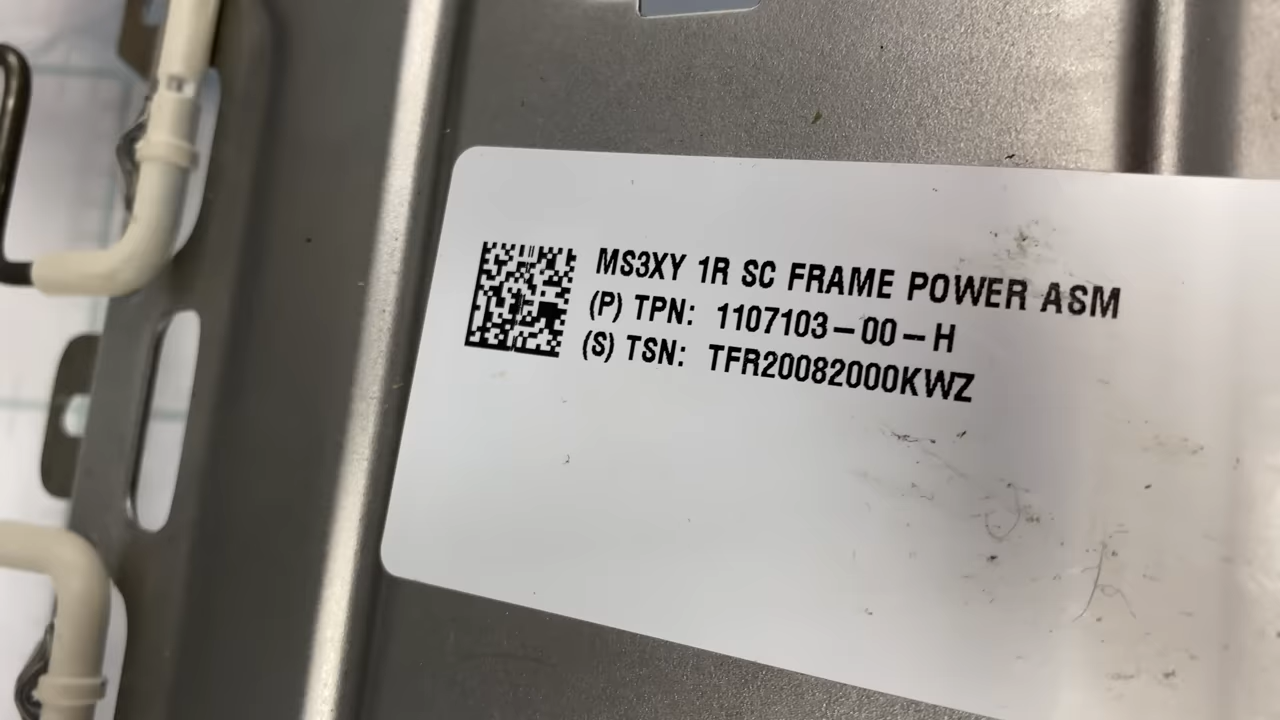 MS3XY 1R SC FRAME POWER ASM
(P) TPN: 1107103-00-H
(S) TSN: TFR20082000KWZ